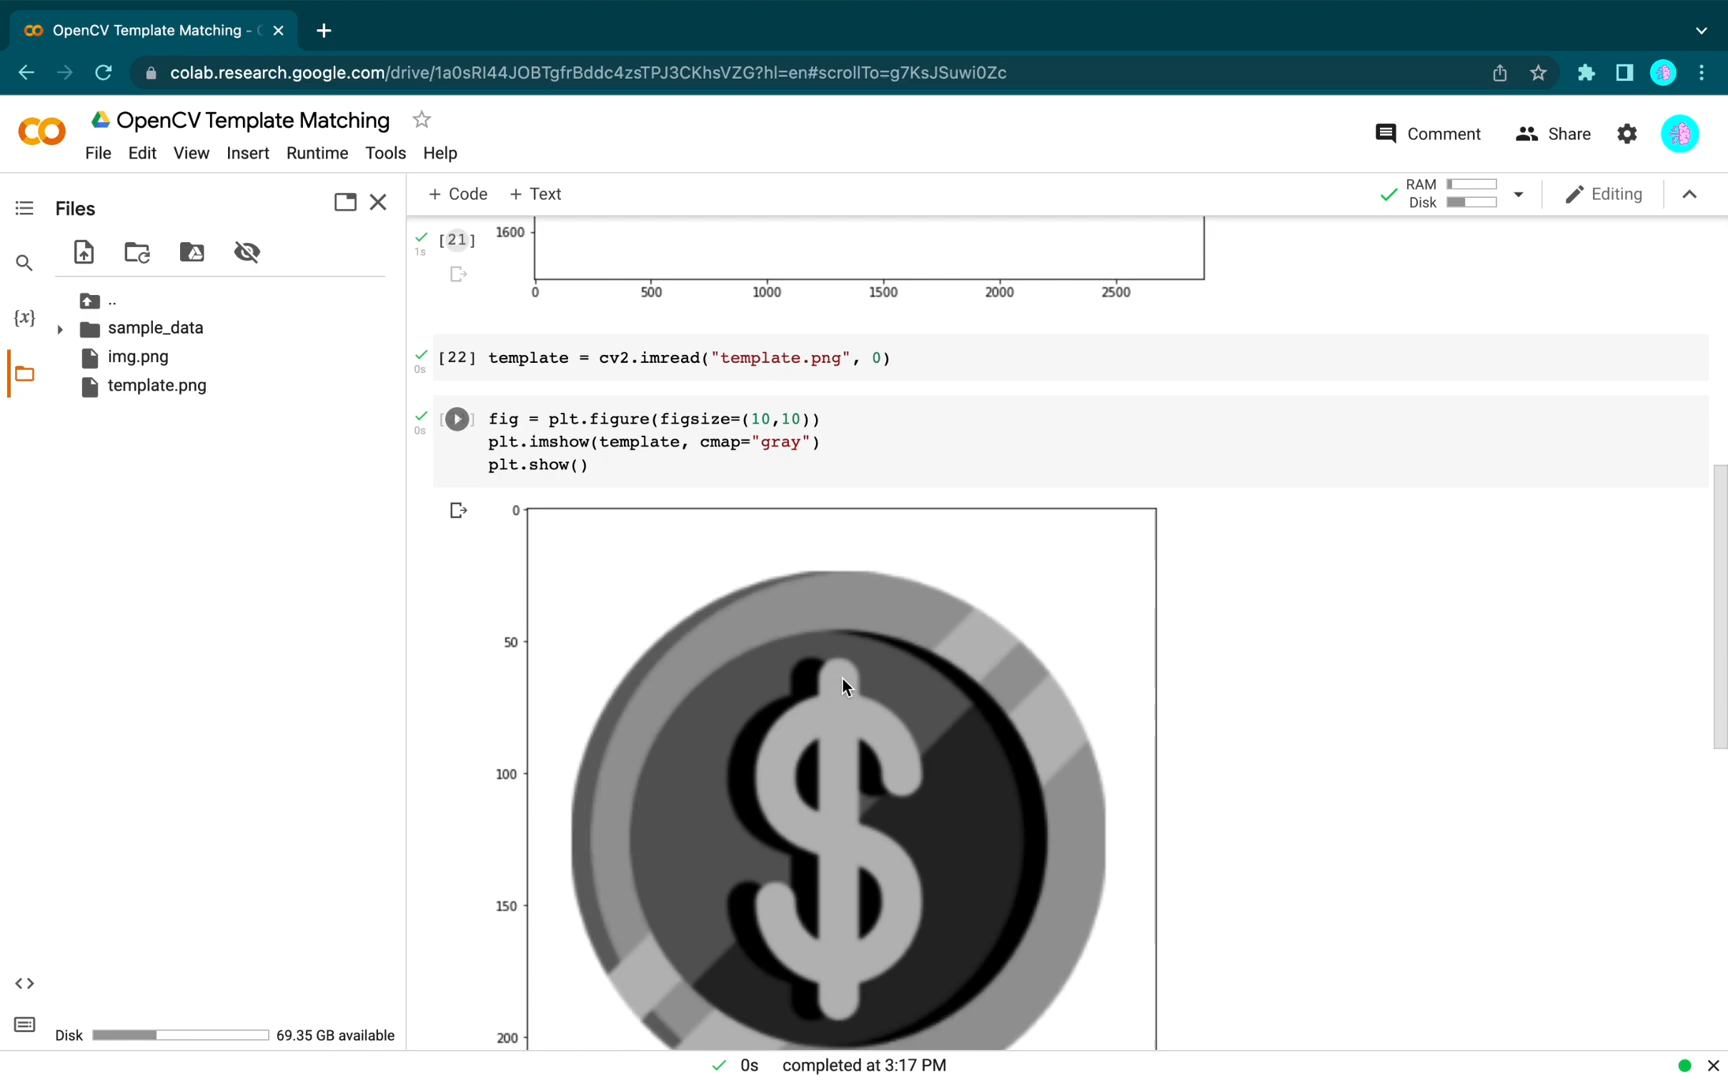 OpenCV Template Matching -
colab.research.google.com/drive/1a0sRI44JOBTgfrBddc4zsTPJ3CKhsVZG?hl=en#scrollTo=g7KsJSuwi0Zc
OpenCV Template Matching
Comment
Share
File Edit View Insert Runtime Tools Help
Files
+ Code + Text
RAM
Disk
Editing
1600
[21]
1s
0 500 1000 1500 2000 2500
{x}
..
sample_data
img.png
template.png
[22] template = cv2.imread("template.png", 0)
0s
fig = plt.figure(figsize=(10,10))
0s
plt.imshow(template, cmap="gray")
plt.show()
0
50
100
150
200
$
Disk 69.35 GB available
0s completed at 3:17 PM